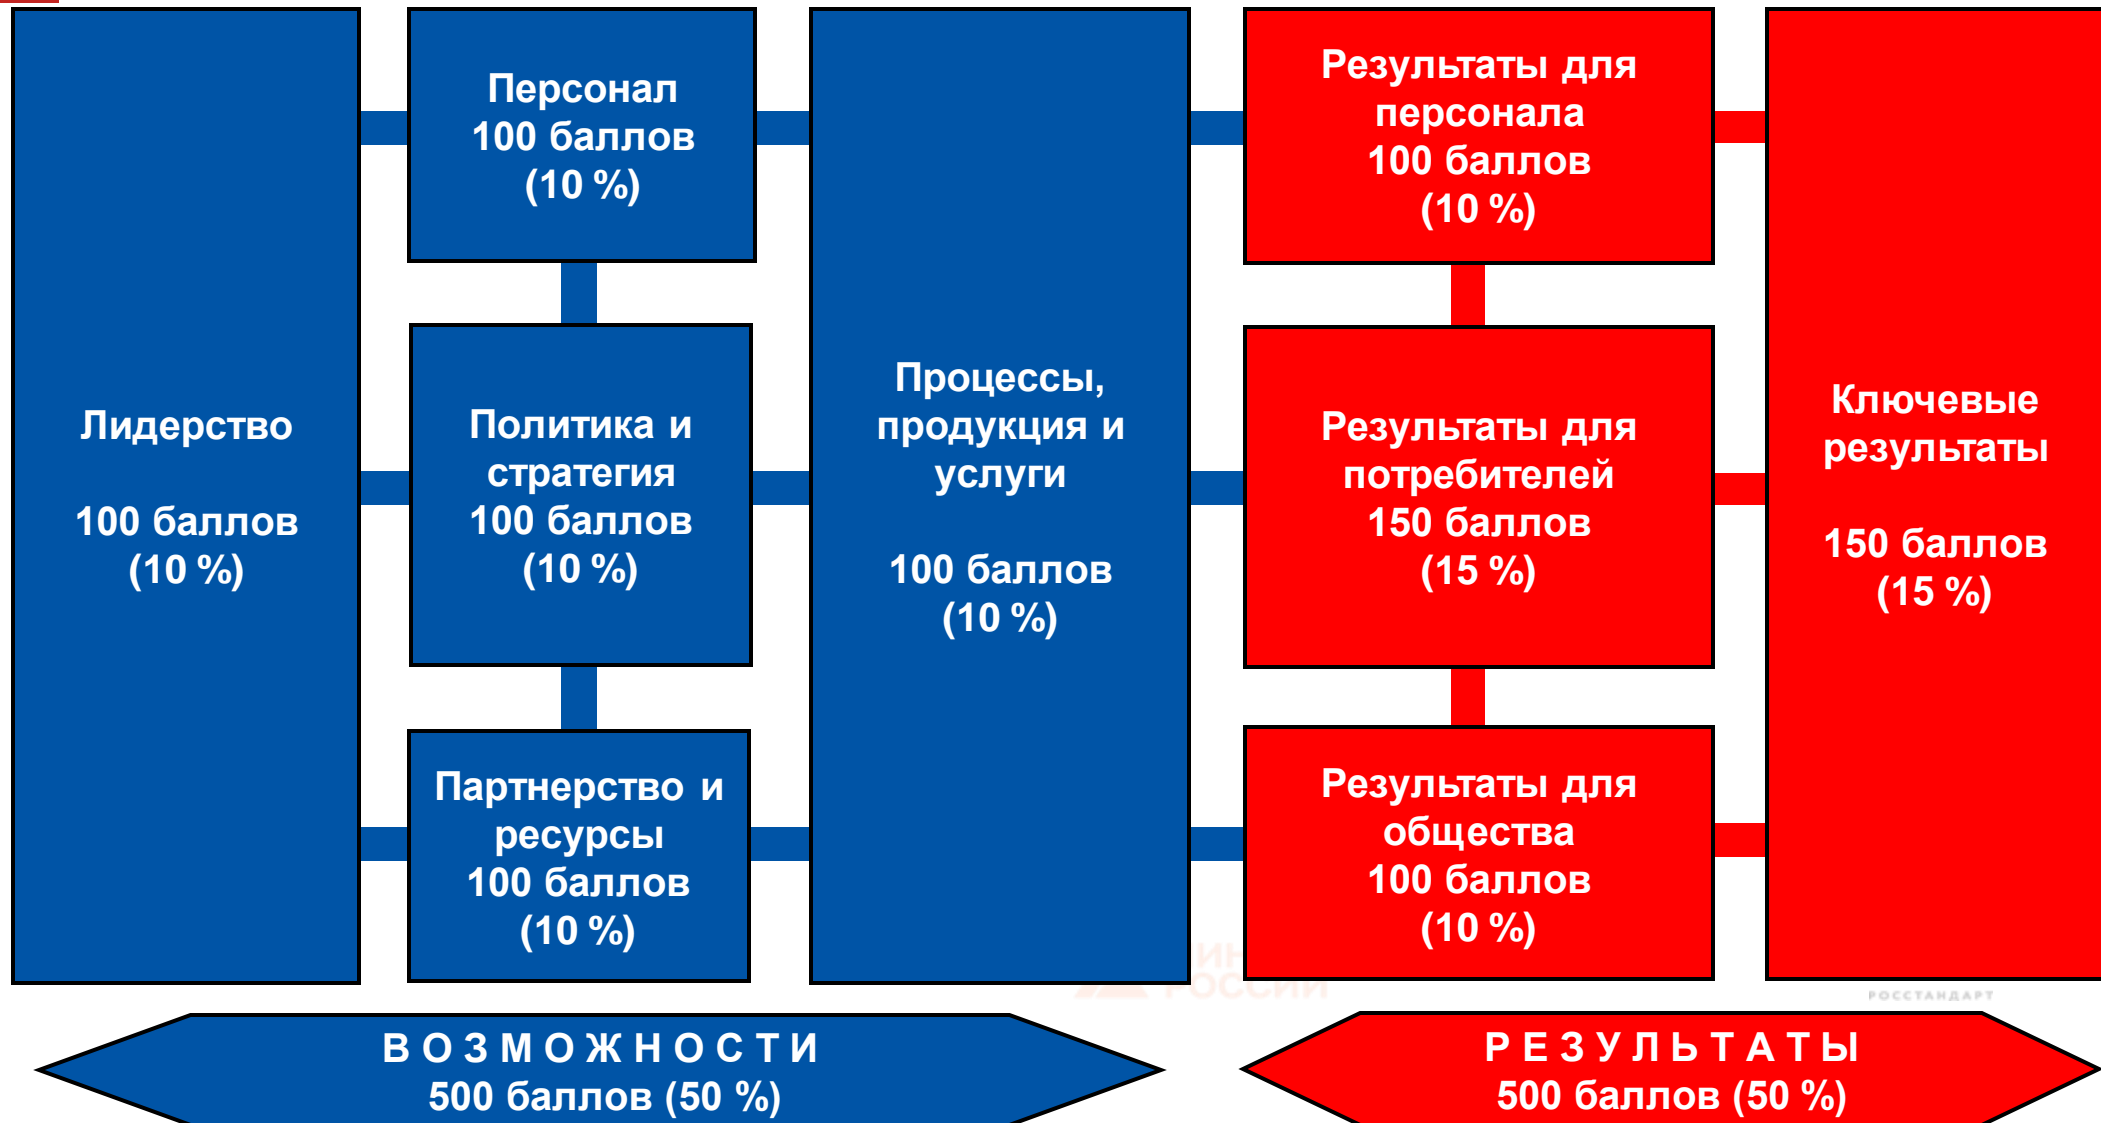 Лидерство
100 баллов
(10 %)
Персонал
100 баллов
(10 %)
Политика и
стратегия
100 баллов
(10 %)
Партнерство и
ресурсы
100 баллов
(10 %)
Процессы,
продукция и
услуги
100 баллов
(10 %)
Результаты для
персонала
100 баллов
(10 %)
Результаты для
потребителей
150 баллов
(15 %)
Результаты для
общества
100 баллов
(10 %)
Ключевые
результаты
150 баллов
(15 %)
РОССИИ
РОССТАНДАРТ
В О З М О Ж Н О С Т И
500 баллов (50 %)
Р Е З У Л Ь Т А Т Ы
500 баллов (50 %)